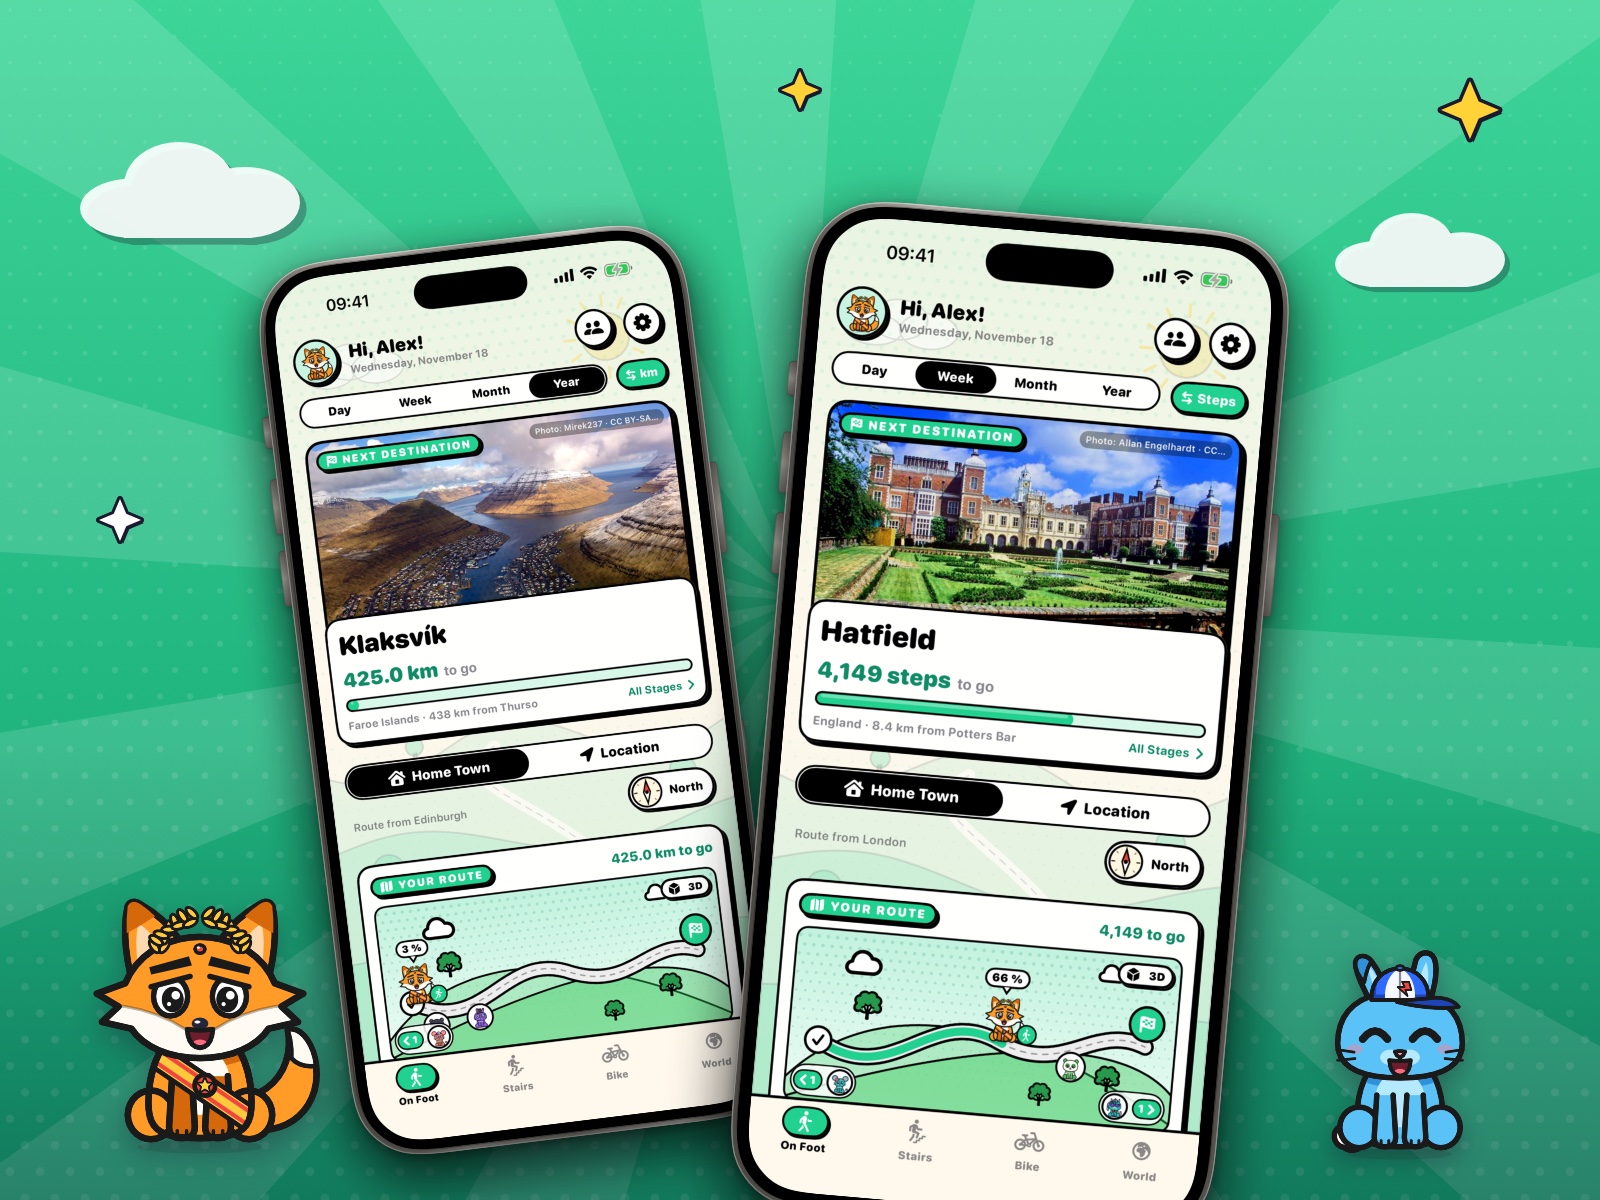 09:41
Hi, Alex!
Wednesday, November 18
Day Week Month Year
km
NEXT DESTINATION
Photo: Mirek237 · CC BY-SA...
Klaksvík
425.0 km to go
All Stages
Faroe Islands · 438 km from Thurso
Home Town Location
North
Route from Edinburgh
425.0 km to go
YOUR ROUTE
3D
3 %
1
On Foot Stairs Bike World
09:41
Hi, Alex!
Wednesday, November 18
Day Week Month Year
Steps
NEXT DESTINATION
Photo: Allan Engelhardt · CC...
Hatfield
4,149 steps to go
England · 8.4 km from Potters Bar
All Stages
Home Town Location
Route from London
North
YOUR ROUTE
4,149 to go
3D
66 %
1
1
On Foot Stairs Bike World